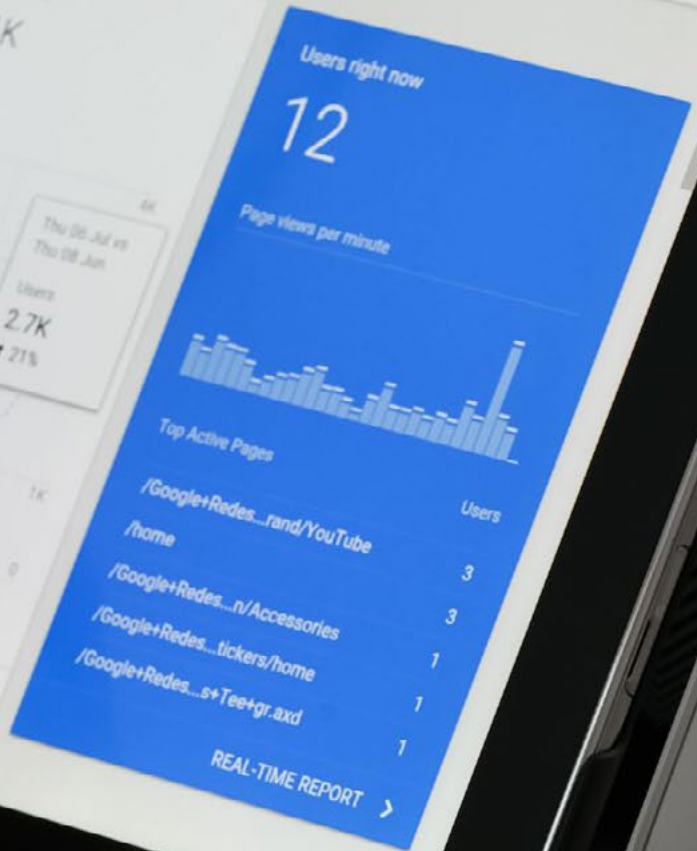 K
4K
Thu 06 Jul vs
Thu 08 Jun
Users
2.7K
21%
1K
0
Users right now
12
Page views per minute
Top Active Pages
Users
/Google+Redes...rand/YouTube 3
/home 3
/Google+Redes...n/Accessories 1
/Google+Redes...tickers/home 1
/Google+Redes...s+Tee+gr.axd 1
REAL-TIME REPORT >